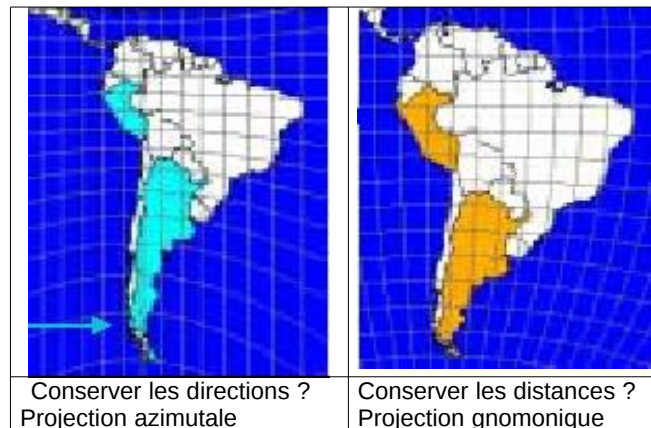 Conserver les directions ?
Projection azimutale
Conserver les distances ?
Projection gnomonique